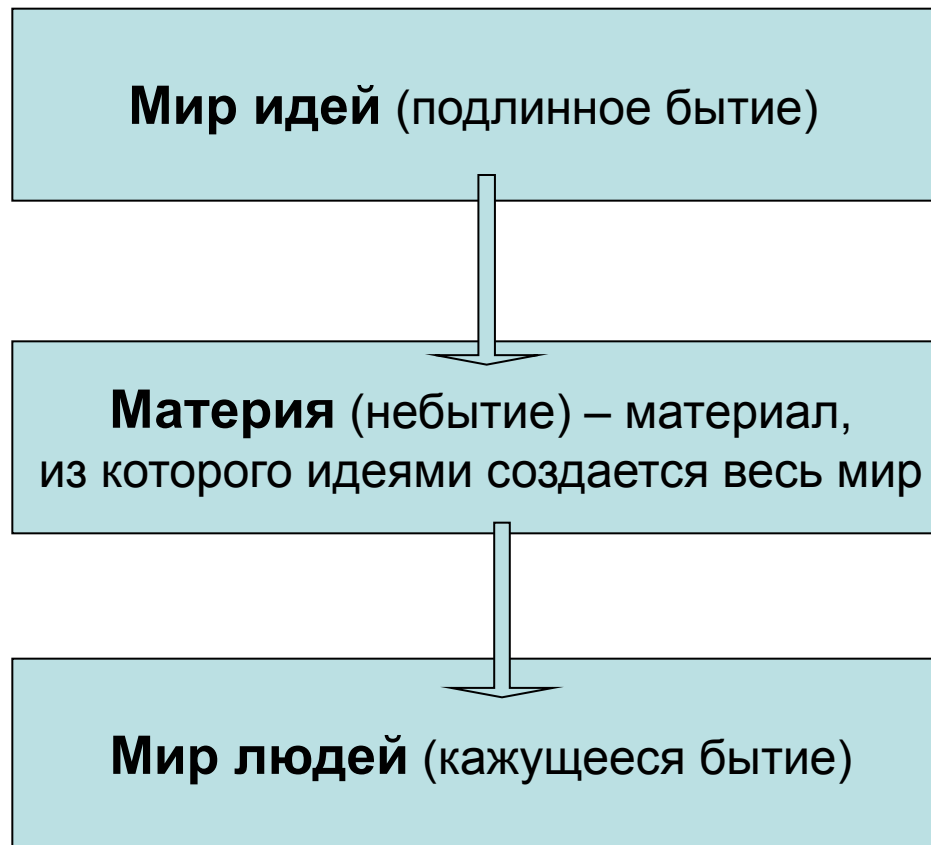 Мир идей (подлинное бытие)
Материя (небытие) – материал,
из которого идеями создается весь мир
Мир людей (кажущееся бытие)